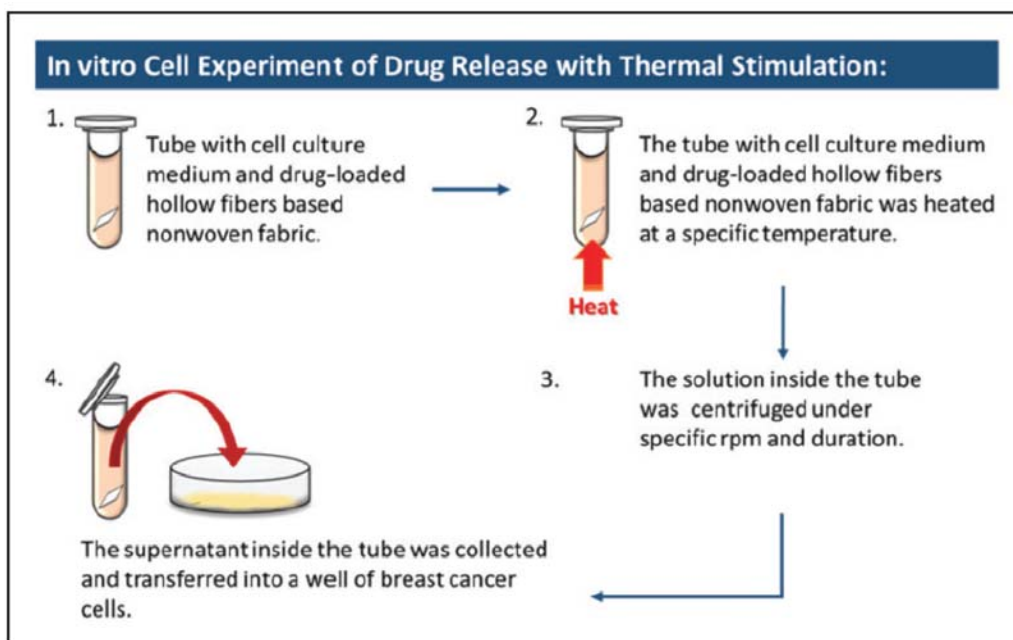 In vitro Cell Experiment of Drug Release with Thermal Stimulation:
1.
Tube with cell culture
medium and drug-loaded
hollow fibers based
nonwoven fabric.
2.
The tube with cell culture medium
and drug-loaded hollow fibers
based nonwoven fabric was heated
at a specific temperature.
Heat
3.
The solution inside the tube
was centrifuged under
specific rpm and duration.
4.
The supernatant inside the tube was collected
and transferred into a well of breast cancer
cells.